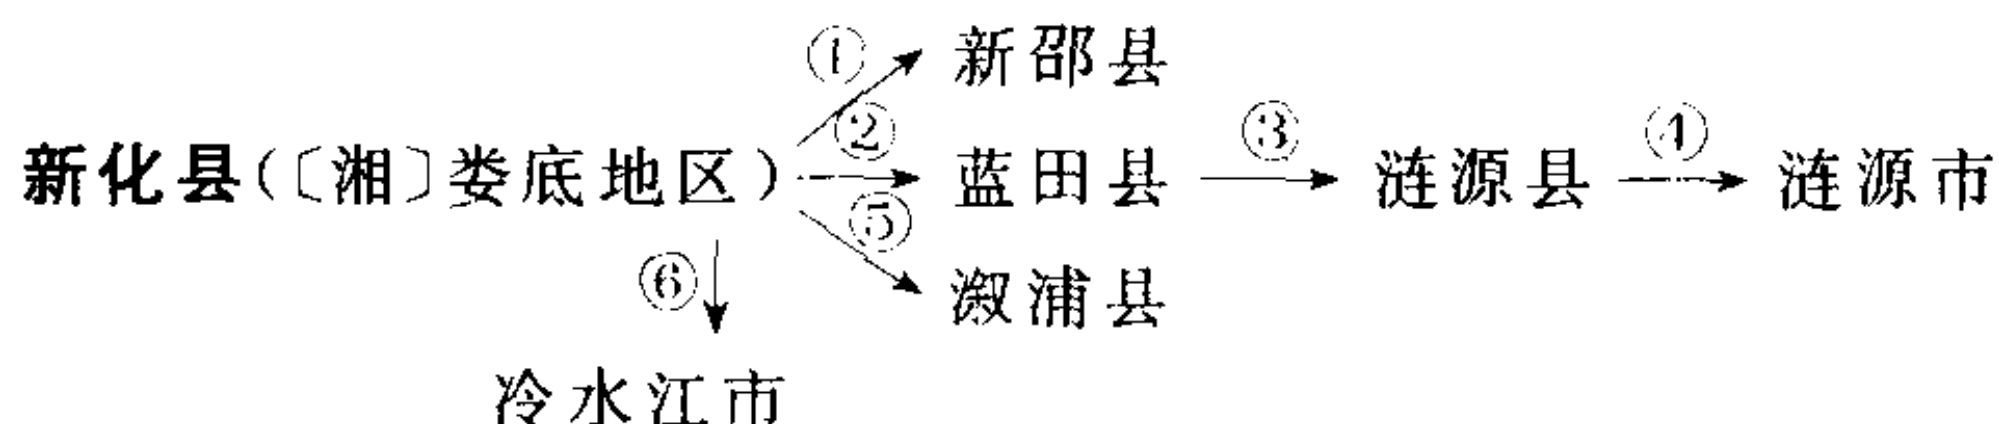 ① 新邵县
新化县(〔湘〕娄底地区) ② 蓝田县 ③ 涟源县 ④ 涟源市
⑤ 溆浦县
⑥
冷水江市